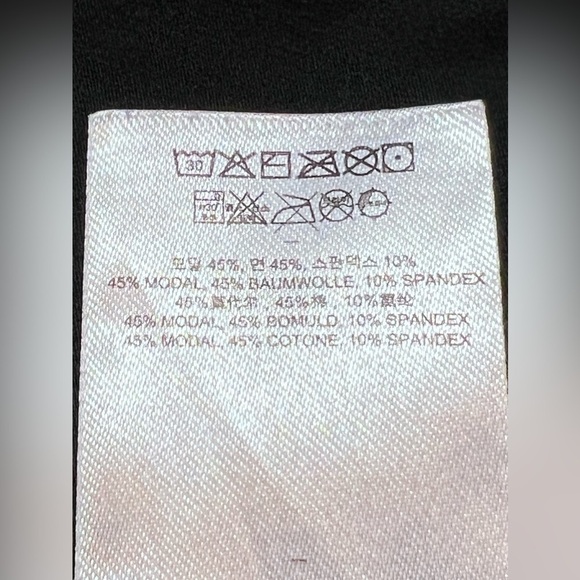 30
모달 45%, 면 45%, 스판덱스 10%
45% MODAL, 45% BAUMWOLLE, 10% SPANDEX
45%莫代尔 45%棉 10%氨纶
45% MODAL, 45% BOMULD, 10% SPANDEX
45% MODAL, 45% COTONE, 10% SPANDEX